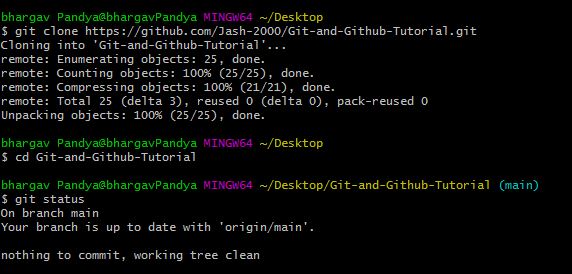 bhargav Pandya@bhargavPandya MINGW64 ~/Desktop
$ git clone https://github.com/Jash-2000/Git-and-Github-Tutorial.git
Cloning into 'Git-and-Github-Tutorial'...
remote: Enumerating objects: 25, done.
remote: Counting objects: 100% (25/25), done.
remote: Compressing objects: 100% (21/21), done.
remote: Total 25 (delta 3), reused 0 (delta 0), pack-reused 0
Unpacking objects: 100% (25/25), done.
bhargav Pandya@bhargavPandya MINGW64 ~/Desktop
$ cd Git-and-Github-Tutorial
bhargav Pandya@bhargavPandya MINGW64 ~/Desktop/Git-and-Github-Tutorial (main)
$ git status
On branch main
Your branch is up to date with 'origin/main'.
nothing to commit, working tree clean